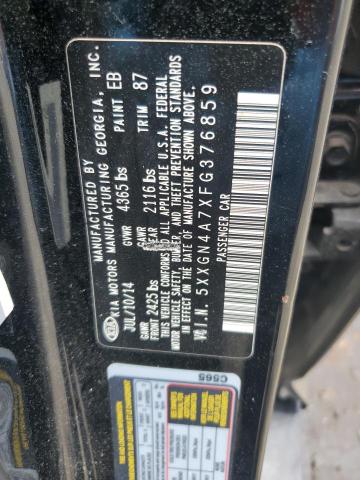 KIA
MANUFACTURED BY
KIA MOTORS MANUFACTURING GEORGIA, INC.
JUL/10/14 GVWR 4365 lbs PAINT EB
GAWR FRONT 2425 lbs GAWR REAR 2116 lbs TRIM 87
THIS VEHICLE CONFORMS TO ALL APPLICABLE U.S.A. FEDERAL
MOTOR VEHICLE SAFETY, BUMPER, AND THEFT PREVENTION STANDARDS
IN EFFECT ON THE DATE OF MANUFACTURE SHOWN ABOVE.
V.I.N. 5XXGN4A7XFG376859
PASSENGER CAR
C565